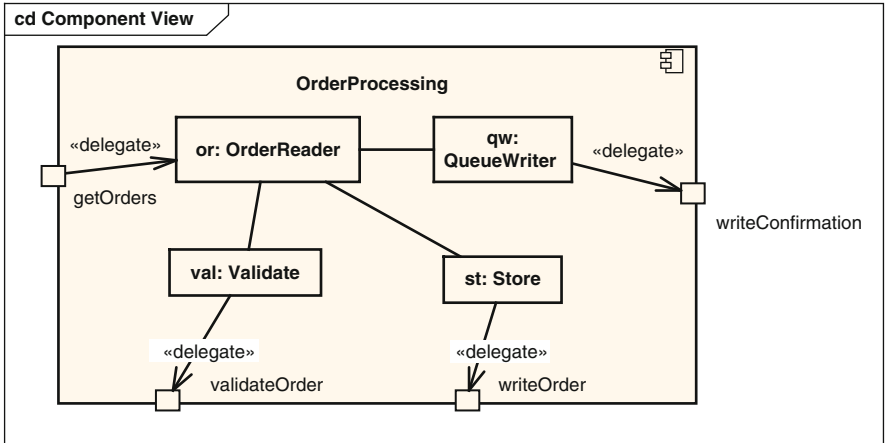 cd Component View
OrderProcessing
«delegate»
or: OrderReader
qw:
QueueWriter
«delegate»
getOrders
writeConfirmation
val: Validate
st: Store
«delegate»
«delegate»
validateOrder
writeOrder